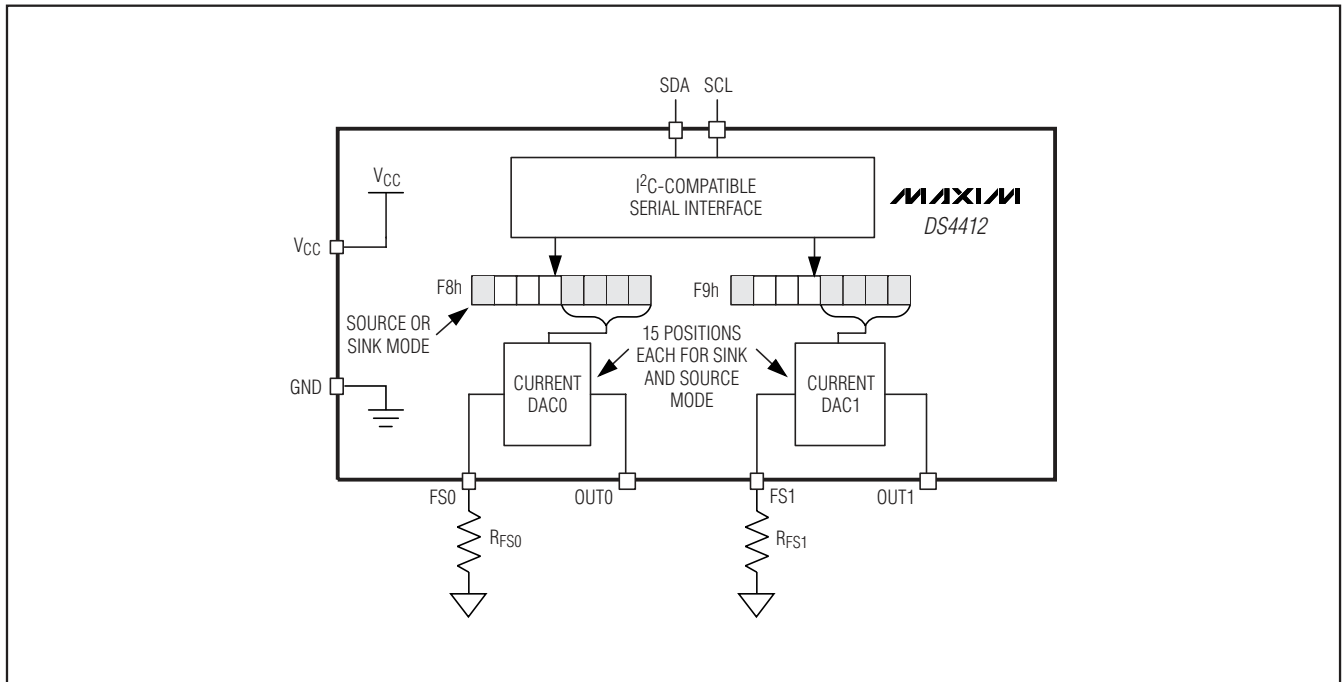 SDA SCL
I²C-COMPATIBLE
SERIAL INTERFACE
MAXIM
DS4412
VCC
VCC
F8h
F9h
SOURCE OR
SINK MODE
15 POSITIONS
EACH FOR SINK
AND SOURCE
MODE
GND
CURRENT
DAC0
CURRENT
DAC1
FS0
OUT0
FS1
OUT1
RFS0
RFS1